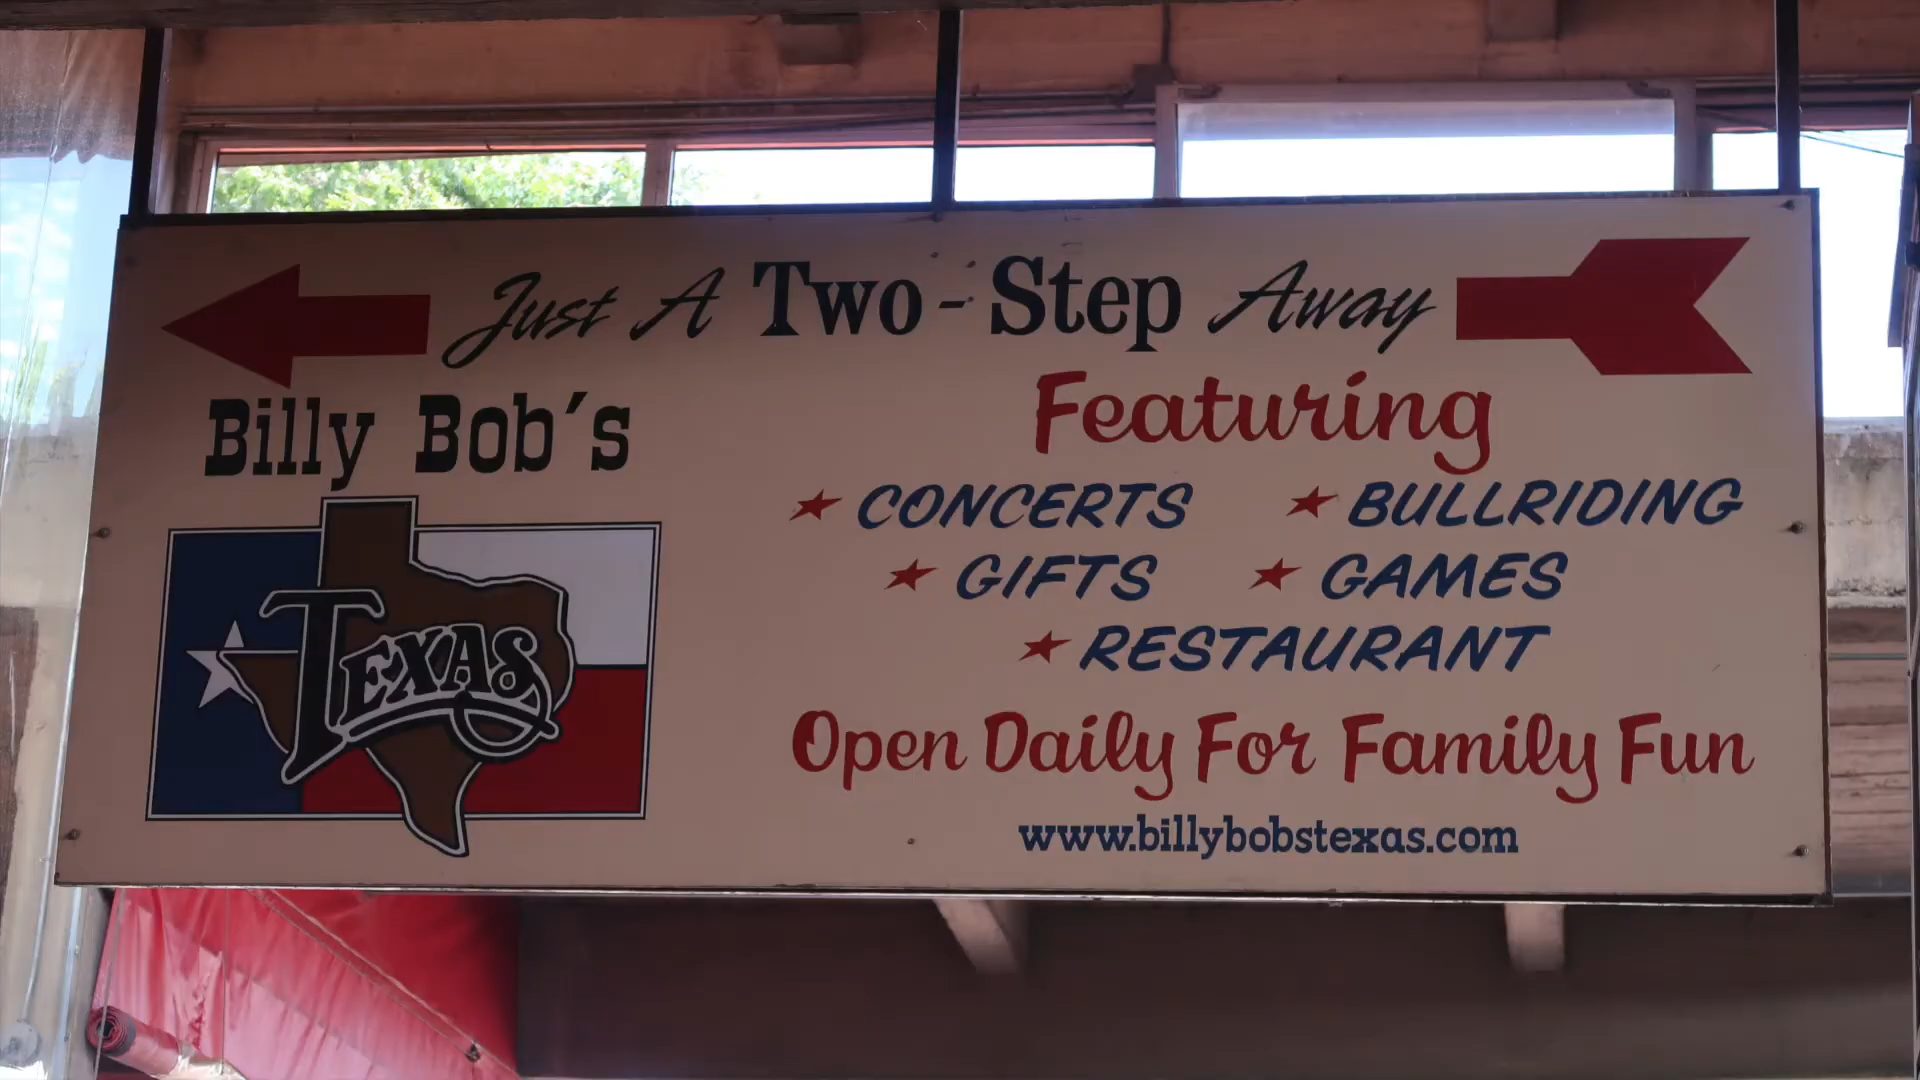 Just A Two-Step Away
Billy Bob's
TEXAS
Featuring
CONCERTS
BULLRIDING
GIFTS
GAMES
RESTAURANT
Open Daily For Family Fun
www.billybobstexas.com